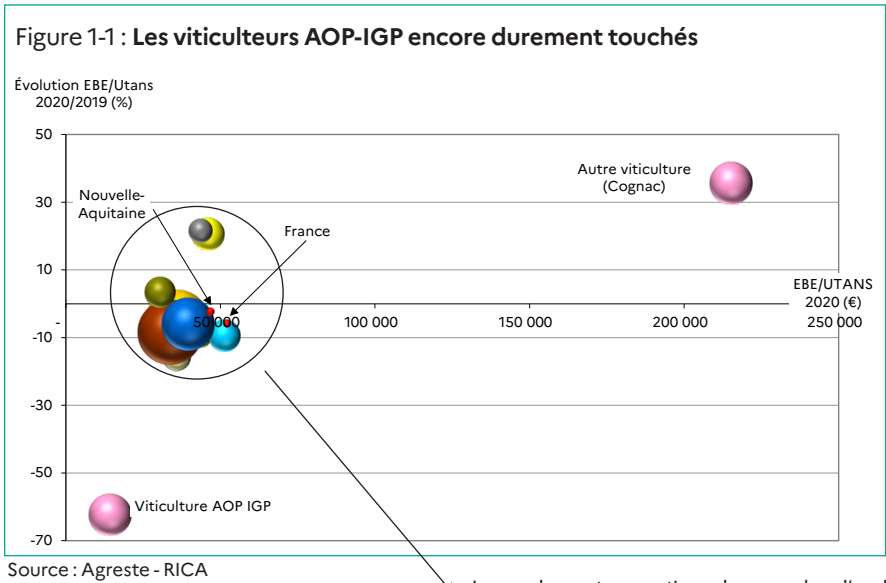 Figure 1-1 : Les viticulteurs AOP-IGP encore durement touchés
Évolution EBE/Utans
2020/2019 (%)
50
30
10
-
-10
-30
-50
-70
Nouvelle-
Aquitaine
France
Autre viticulture
(Cognac)
EBE/UTANS
2020 (€)
50 000
100 000
150 000
200 000
250 000
Viticulture AOP IGP
Source : Agreste - RICA